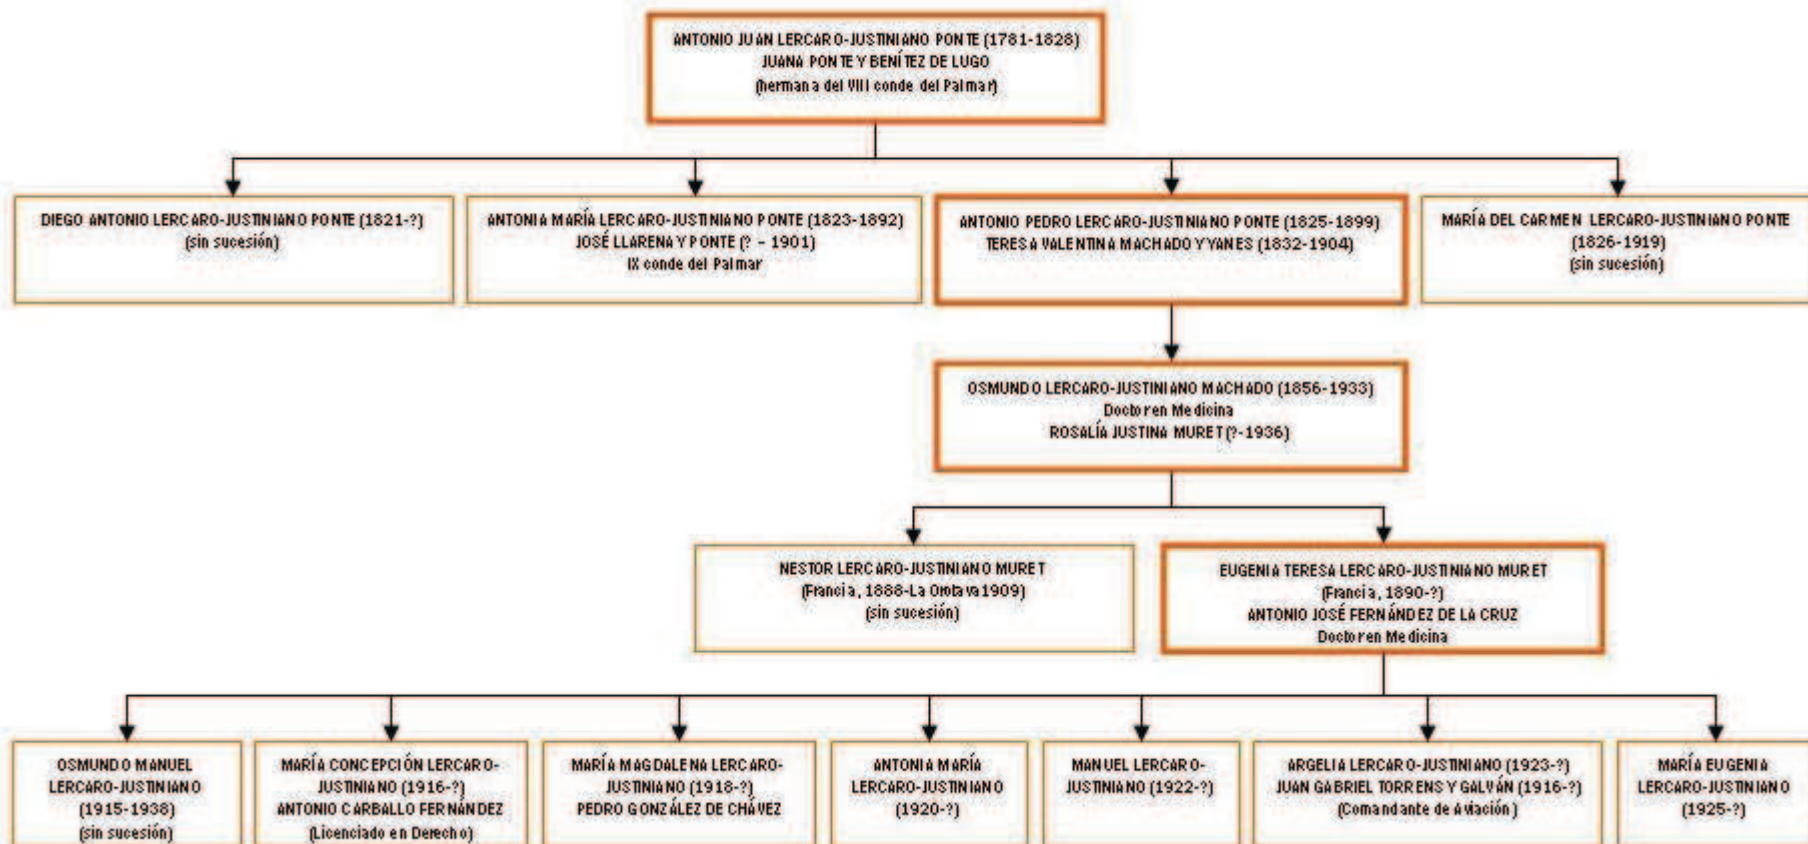 ANTONIO JUAN LERCARO-JUSTINIANO PONTE (1781-1828)
JUANA PONTE Y BENÍTEZ DE LUGO
(hermana del VIII conde del Palmar)
DIEGO ANTONIO LERCARO-JUSTINIANO PONTE (1821-?)
(sin sucesión)
ANTONIA MARÍA LERCARO-JUSTINIANO PONTE (1823-1892)
JOSÉ LLARENA Y PONTE (? - 1901)
IX conde del Palmar
ANTONIO PEDRO LERCARO-JUSTINIANO PONTE (1825-1899)
TERESA VALENTINA MACHADO Y YANES (1832-1904)
MARÍA DEL CARMEN LERCARO-JUSTINIANO PONTE
(1826-1919)
(sin sucesión)
OSMUNDO LERCARO-JUSTINIANO MACHADO (1856-1933)
Doctor en Medicina
ROSALÍA JUSTINA MURET (?-1936)
NESTOR LERCARO-JUSTINIANO MURET
(Francia, 1888-La Orotava 1909)
(sin sucesión)
EUGENIA TERESA LERCARO-JUSTINIANO MURET
(Francia, 1890-?)
ANTONIO JOSÉ FERNÁNDEZ DE LA CRUZ
Doctor en Medicina
OSMUNDO MANUEL
LERCARO-JUSTINIANO
(1915-1938)
(sin sucesión)
MARÍA CONCEPCIÓN LERCARO-
JUSTINIANO (1916-?)
ANTONIO CARBALLO FERNÁNDEZ
(Licenciado en Derecho)
MARÍA MAGDALENA LERCARO-
JUSTINIANO (1918-?)
PEDRO GONZÁLEZ DE CHÁVEZ
ANTONIA MARÍA
LERCARO-JUSTINIANO
(1920-?)
MANUEL LERCARO-
JUSTINIANO (1922-?)
ARGELIA LERCARO-JUSTINIANO (1923-?)
JUAN GABRIEL TORRENS Y GALVÁN (1916-?)
(Comandante de Aviación)
MARÍA EUGENIA
LERCARO-JUSTINIANO
(1925-?)